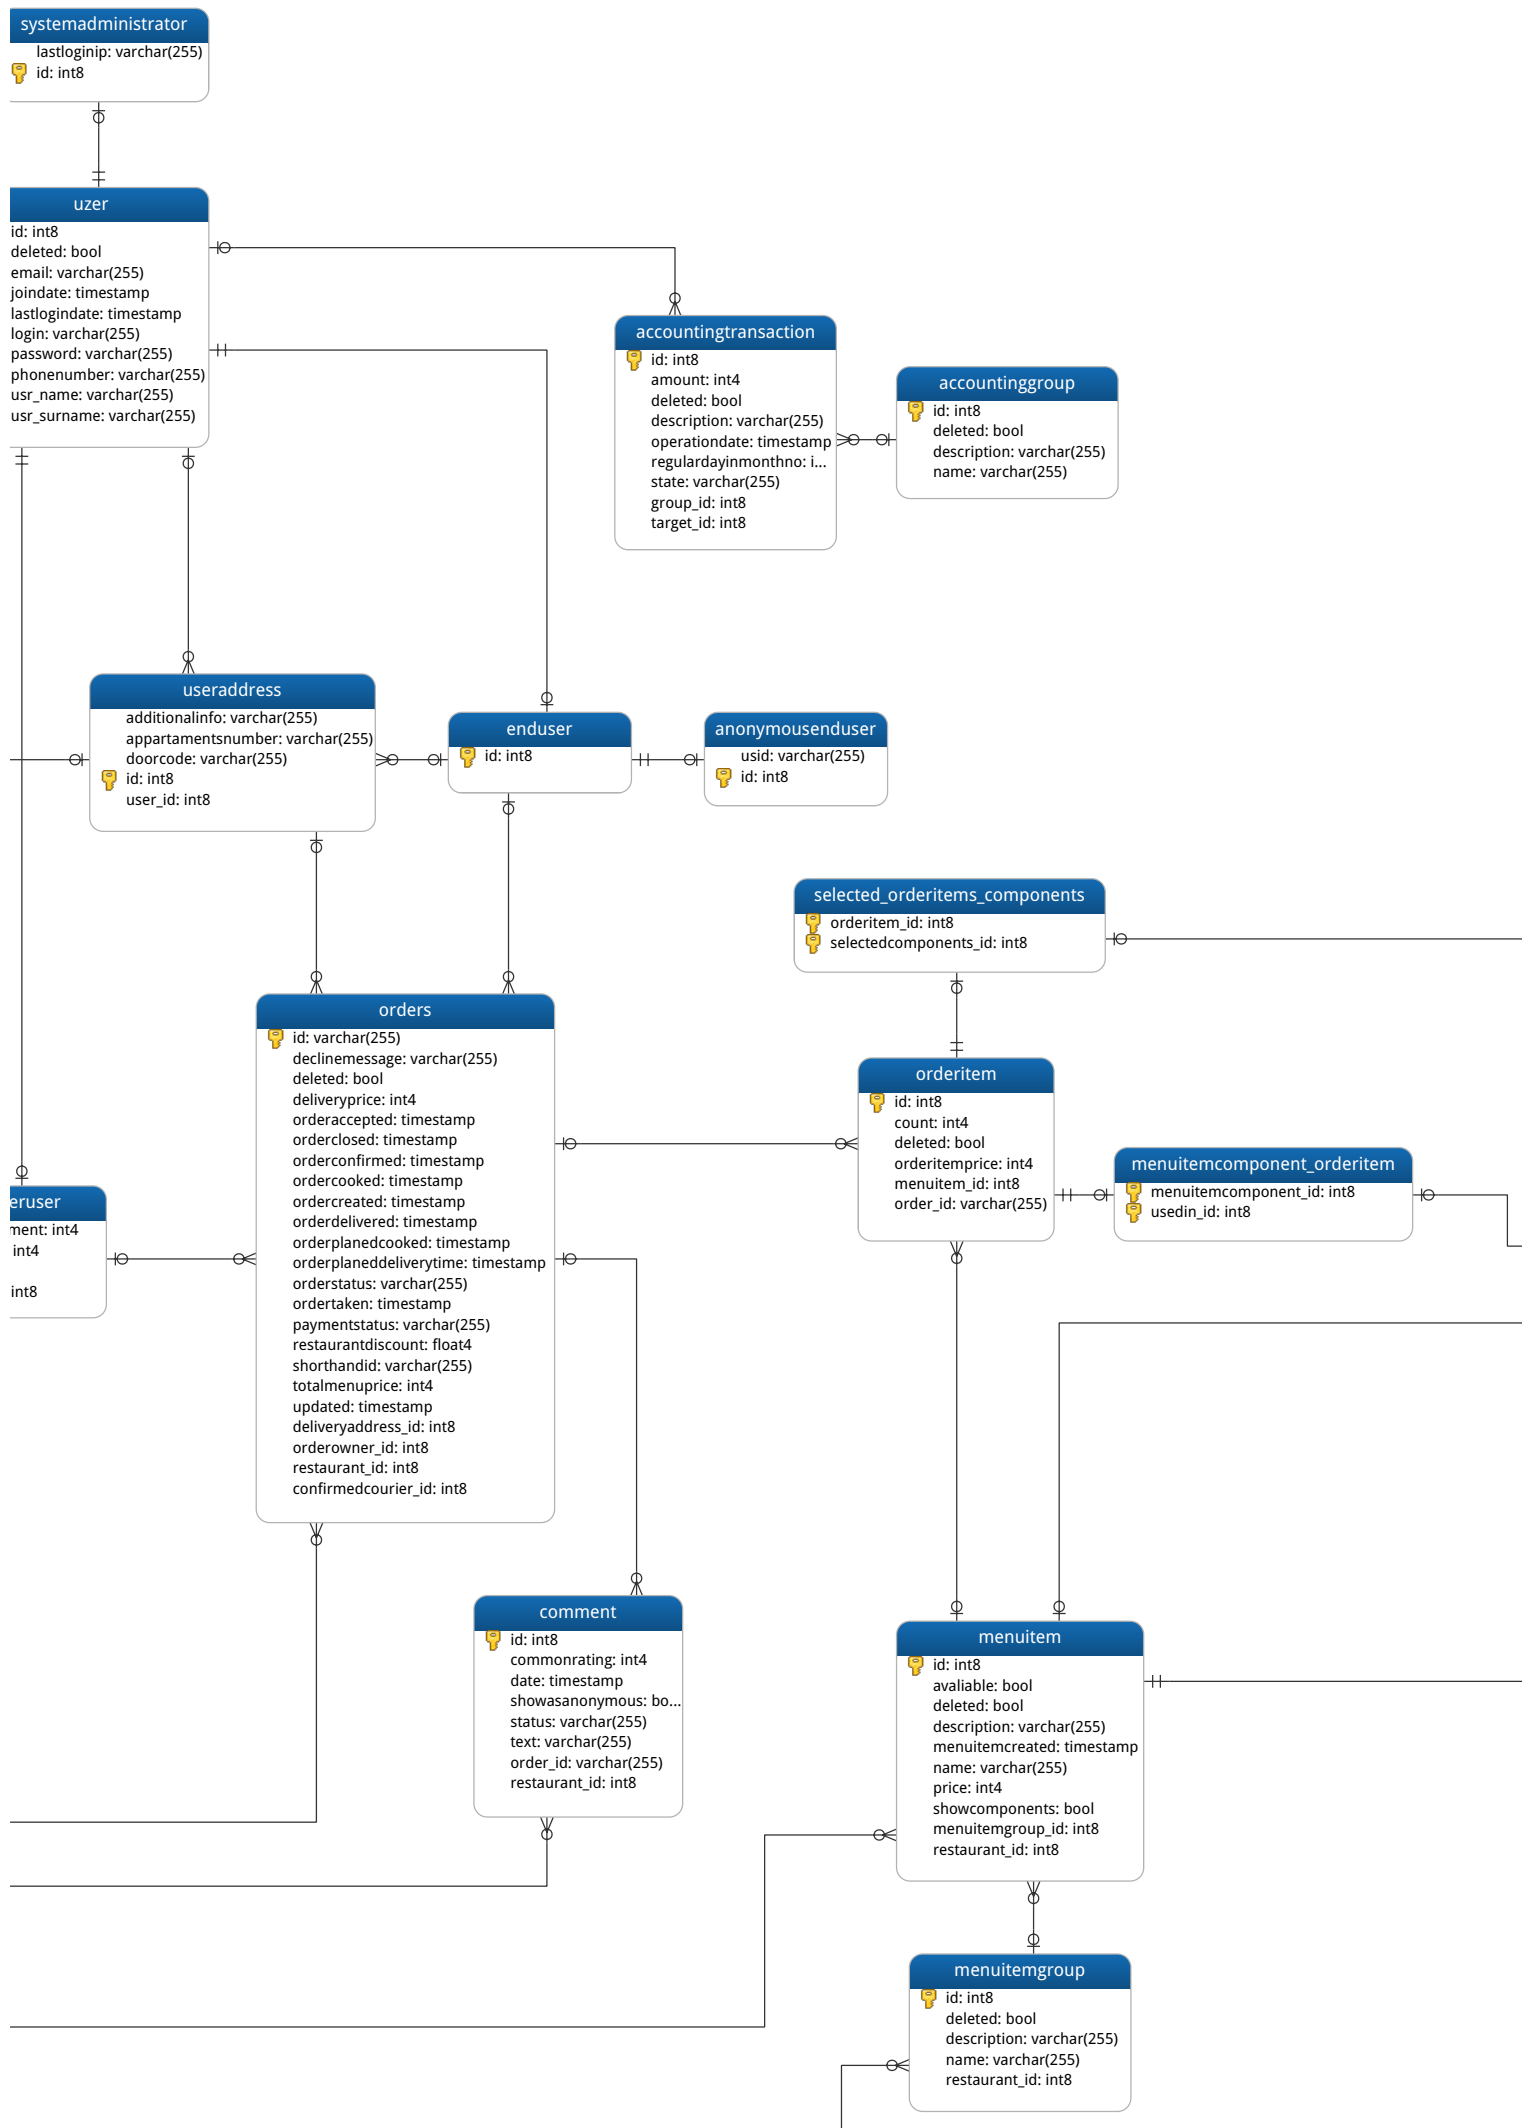 systemadministrator
lastloginip: varchar(255)
id: int8
uzer
id: int8
deleted: bool
email: varchar(255)
joindate: timestamp
lastlogindate: timestamp
login: varchar(255)
password: varchar(255)
phonenumber: varchar(255)
usr_name: varchar(255)
usr_surname: varchar(255)
accountingtransaction
id: int8
amount: int4
deleted: bool
description: varchar(255)
operationdate: timestamp
regulardayinmonthno: i...
state: varchar(255)
group_id: int8
target_id: int8
accountinggroup
id: int8
deleted: bool
description: varchar(255)
name: varchar(255)
useraddress
additionalinfo: varchar(255)
appartamentsnumber: varchar(255)
doorcode: varchar(255)
id: int8
user_id: int8
enduser
id: int8
anonymousenduser
usid: varchar(255)
id: int8
selected_orderitems_components
orderitem_id: int8
selectedcomponents_id: int8
orders
id: varchar(255)
declinemessage: varchar(255)
deleted: bool
deliveryprice: int4
orderaccepted: timestamp
orderclosed: timestamp
orderconfirmed: timestamp
ordercooked: timestamp
ordercreated: timestamp
orderdelivered: timestamp
orderplanedcooked: timestamp
orderplaneddeliverytime: timestamp
orderstatus: varchar(255)
ordertaken: timestamp
paymentstatus: varchar(255)
restaurantdiscount: float4
shorthandid: varchar(255)
totalmenuprice: int4
updated: timestamp
deliveryaddress_id: int8
orderowner_id: int8
restaurant_id: int8
confirmedcourier_id: int8
orderitem
id: int8
count: int4
deleted: bool
orderitemprice: int4
menuitem_id: int8
order_id: varchar(255)
menuitemcomponent_orderitem
menuitemcomponent_id: int8
usedin_id: int8
eruser
ment: int4
int4
int8
comment
id: int8
commonrating: int4
date: timestamp
showasanonymous: bo...
status: varchar(255)
text: varchar(255)
order_id: varchar(255)
restaurant_id: int8
menuitem
id: int8
avaliable: bool
deleted: bool
description: varchar(255)
menuitemcreated: timestamp
name: varchar(255)
price: int4
showcomponents: bool
menuitemgroup_id: int8
restaurant_id: int8
menuitemgroup
id: int8
deleted: bool
description: varchar(255)
name: varchar(255)
restaurant_id: int8